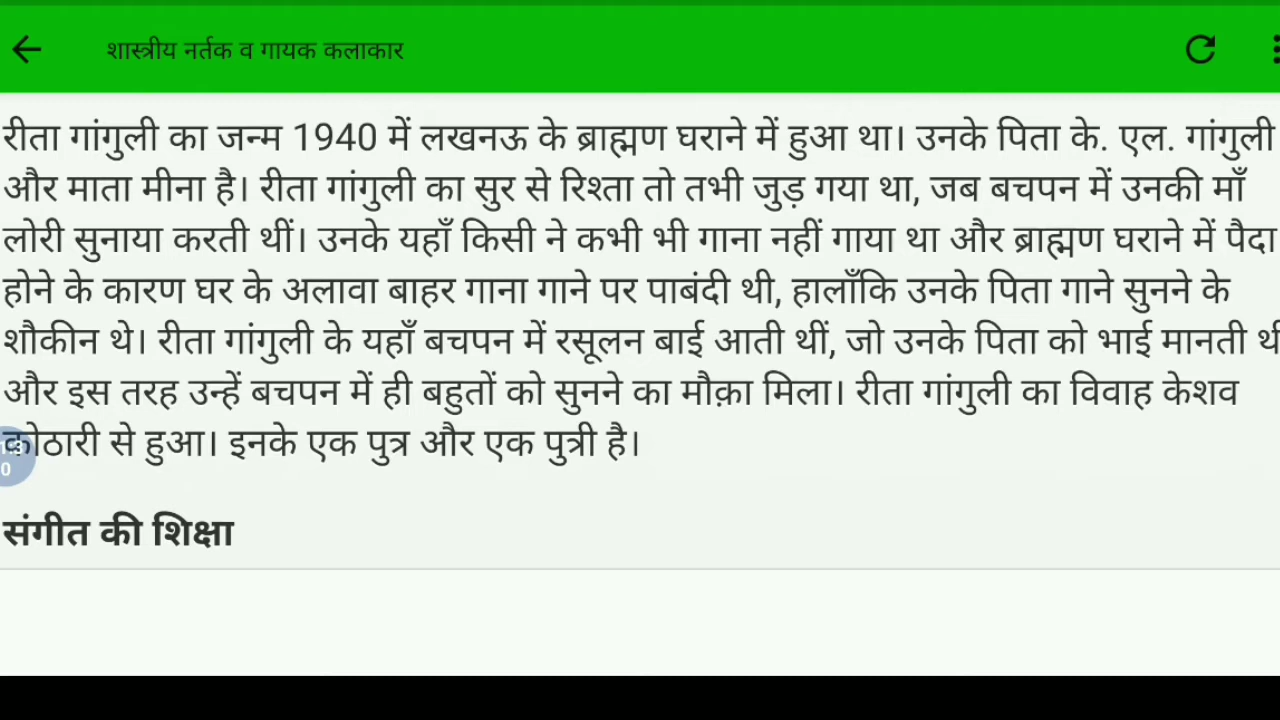 शास्त्रीय नर्तक व गायक कलाकार
रीता गांगुली का जन्म 1940 में लखनऊ के ब्राह्मण घराने में हुआ था। उनके पिता के. एल. गांगुली
और माता मीना है। रीता गांगुली का सुर से रिश्ता तो तभी जुड़ गया था, जब बचपन में उनकी माँ
लोरी सुनाया करती थीं। उनके यहाँ किसी ने कभी भी गाना नहीं गाया था और ब्राह्मण घराने में पैदा
होने के कारण घर के अलावा बाहर गाना गाने पर पाबंदी थी, हालाँकि उनके पिता गाने सुनने के
शौकीन थे। रीता गांगुली के यहाँ बचपन में रसूलन बाई आती थीं, जो उनके पिता को भाई मानती
और इस तरह उन्हें बचपन में ही बहुतों को सुनने का मौक़ा मिला। रीता गांगुली का विवाह केशव
कोठारी से हुआ। इनके एक पुत्र और एक पुत्री है।
संगीत की शिक्षा